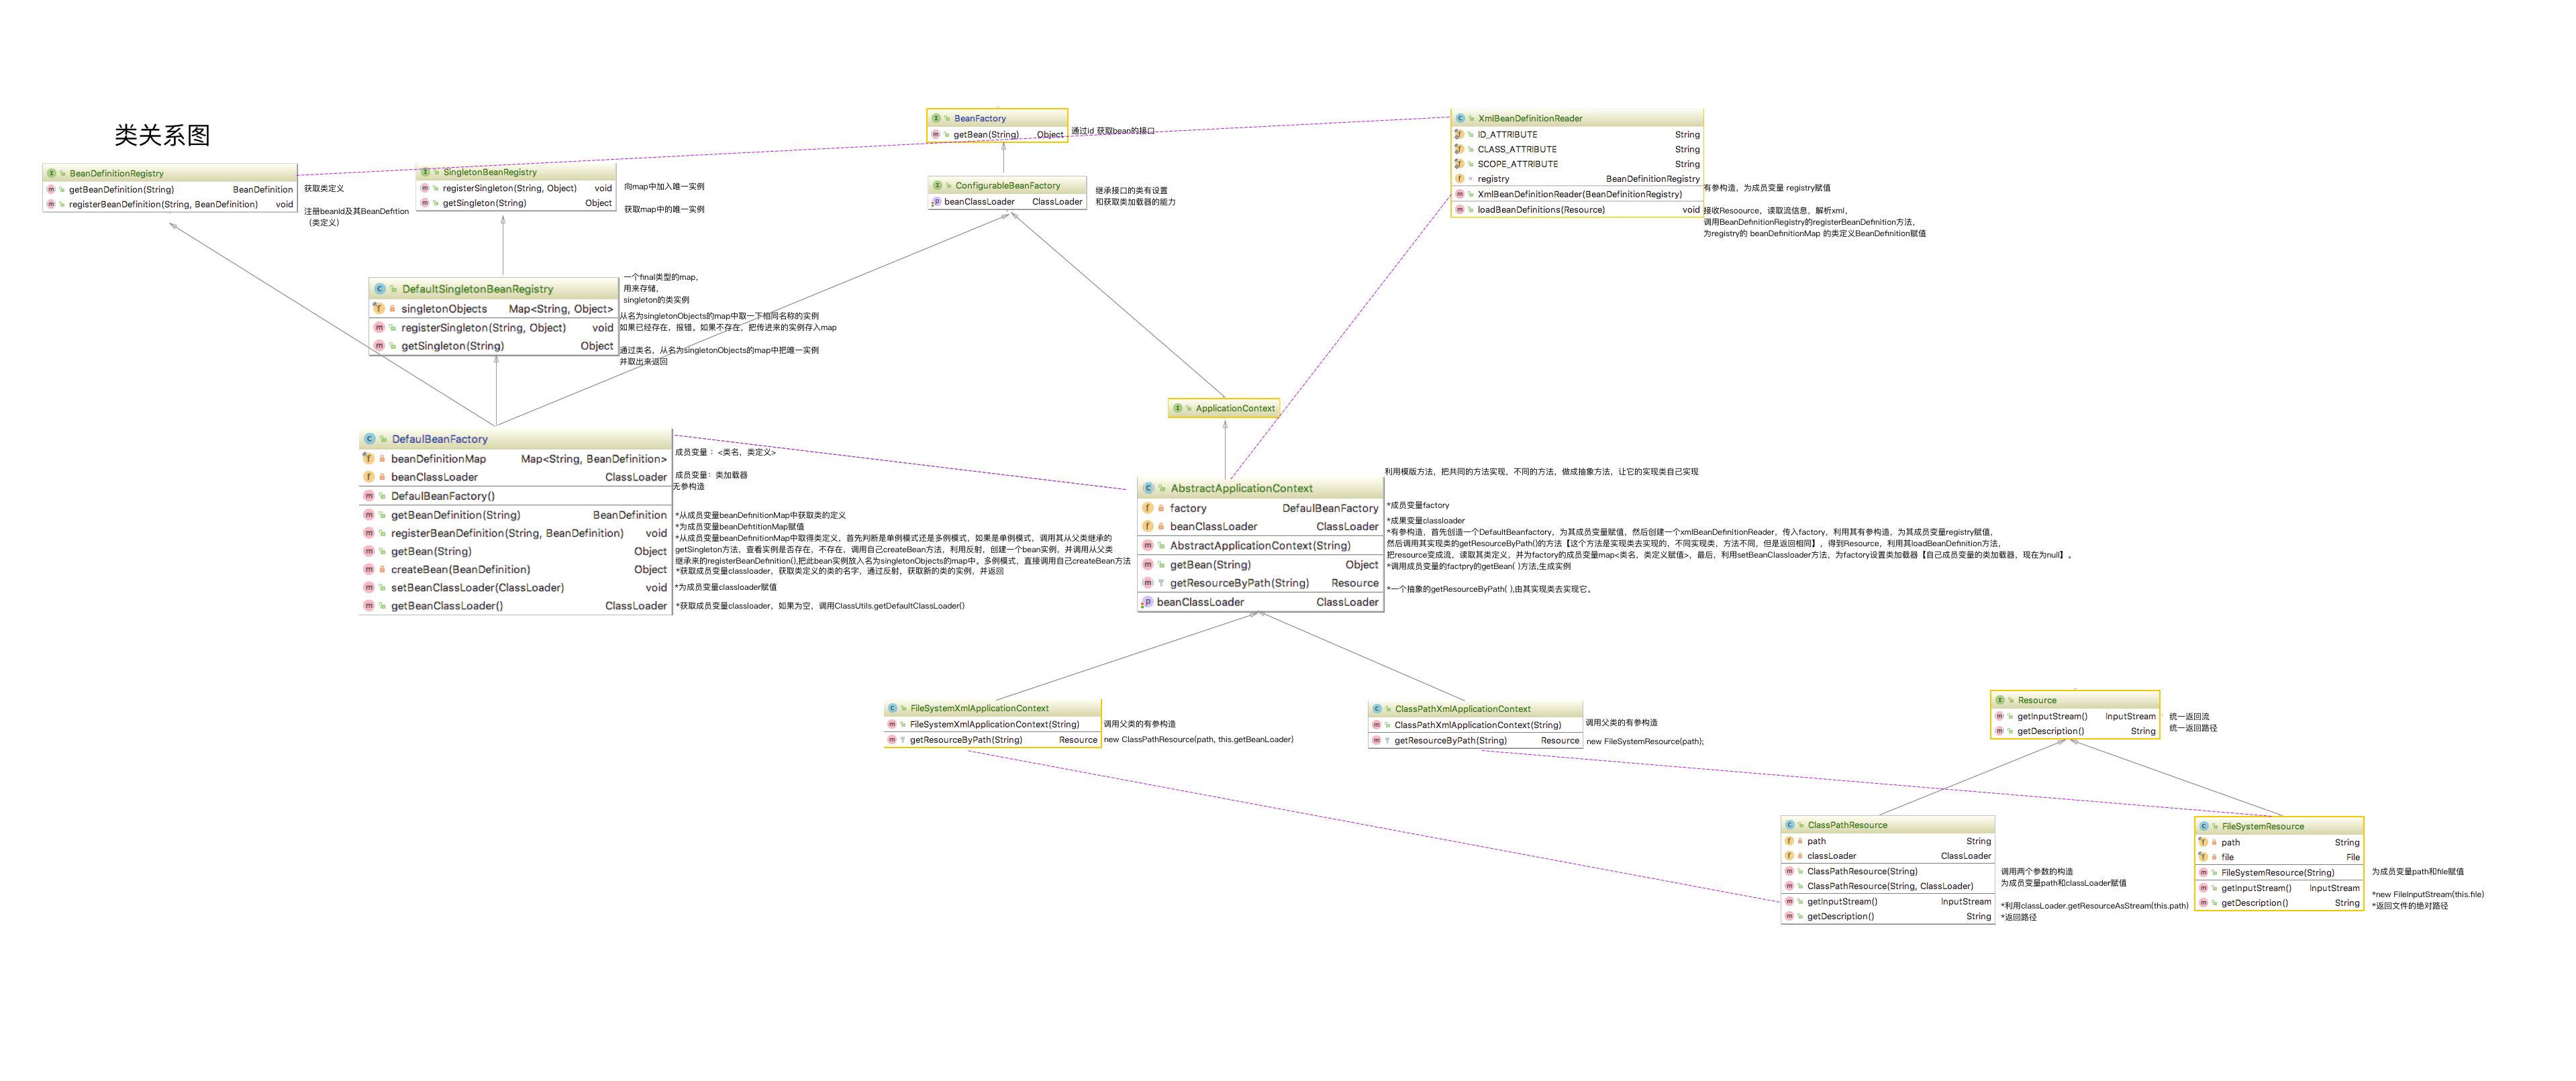 类关系图
BeanDefinitionRegistry
getBeanDefinition(String) BeanDefinition
registerBeanDefinition(String, BeanDefinition) void
获取类定义
注册beanId及其BeanDefition
(类定义)
SingletonBeanRegistry
registerSingleton(String, Object) void
getSingleton(String) Object
向map中加入唯一实例
获取map中的唯一实例
BeanFactory
getBean(String) Object
通过id 获取bean的接口
ConfigurableBeanFactory
beanClassLoader ClassLoader
继承接口的类有设置
和获取类加载器的能力
XmlBeanDefinitionReader
ID_ATTRIBUTE String
CLASS_ATTRIBUTE String
SCOPE_ATTRIBUTE String
registry BeanDefinitionRegistry
XmlBeanDefinitionReader(BeanDefinitionRegistry)
loadBeanDefinitions(Resource) void
有参构造，为成员变量 registry赋值
接收Resoource，读取流信息，解析xml，
调用BeanDefinitionRegistry的registerBeanDefnition方法，
为registry的 beanDefinitionMap 的类定义BeanDefinition赋值
DefaultSingletonBeanRegistry
singletonObjects Map<String, Object>
registerSingleton(String, Object) void
getSingleton(String) Object
一个final类型的map，
用来存储，
singleton的类实例
从名为singletonObjects的map中取一下相同名称的实例
如果已经存在，报错。如果不存在，把传进来的实例存入map
通过类名，从名为singletonObjects的map中把唯一实例
并取出来返回
ApplicationContext
DefaulBeanFactory
beanDefinitionMap Map<String, BeanDefinition>
beanClassLoader ClassLoader
DefaulBeanFactory()
getBeanDefinition(String) BeanDefinition
registerBeanDefinition(String, BeanDefinition) void
getBean(String) Object
createBean(BeanDefinition) Object
setBeanClassLoader(ClassLoader) void
getBeanClassLoader() ClassLoader
成员变量 ：<类名，类定义>
成员变量：类加载器
无参构造
*从成员变量beanDefinitionMap中获取类的定义
*为成员变量beanDefntitionMap赋值
*从成员变量beanDefinitionMap中取得类定义，首先判断是单例模式还是多例模式，如果是单例模式，调用其从父类继承的
getSingleton方法，查看实例是否存在，不存在，调用自己createBean方法，利用反射，创建一个bean实例，并调用从父类
继承来的registerBeanDefinition(),把此bean实例放入名为singletonObjects的map中。多例模式，直接调用自己createBean方法
*获取成员变量classloader，获取类定义的类的名字，通过反射，获取新的类的实例，并返回
*为成员变量classloader赋值
*获取成员变量classloader，如果为空，调用ClassUtils.getDefaultClassLoader()
AbstractApplicationContext
factory DefaulBeanFactory
beanClassLoader ClassLoader
AbstractApplicationContext(String)
getBean(String) Object
getResourceByPath(String) Resource
beanClassLoader ClassLoader
利用模版方法，把共同的方法实现，不同的方法，做成抽象方法，让它的实现类自己实现
*成员变量factory
*成果变量classloader
*有参构造，首先创造一个DefaultBeanfactory，为其成员变量赋值，然后创建一个xmlBeanDefinitionReader，传入factory，利用其有参构造，为其成员变量registry赋值，
然后调用其实现类的getResourceByPath()的方法【这个方法是实现类去实现的，不同实现类，方法不同，但是返回相同】，得到Resource，利用其loadBeanDefinition方法，
把resource变成流，读取其类定义，并为factory的成员变量map<类名，类定义赋值>，最后，利用setBeanClassloader方法，为factory设置类加载器【自己成员变量的类加载器，现在为null】。
*调用成员变量的factpry的getBean( )方法,生成实例
*一个抽象的getResourceByPath( ),由其实现类去实现它。
FileSystemXmlApplicationContext
FileSystemXmlApplicationContext(String)
getResourceByPath(String) Resource
调用父类的有参构造
new ClassPathResource(path, this.getBeanLoader)
ClassPathXmlApplicationContext
ClassPathXmlApplicationContext(String)
getResourceByPath(String) Resource
调用父类的有参构造
new FileSystemResource(path);
Resource
getInputStream() InputStream
getDescription() String
统一返回流
统一返回路径
ClassPathResource
path String
classLoader ClassLoader
ClassPathResource(String)
ClassPathResource(String, ClassLoader)
getInputStream() InputStream
getDescription() String
调用两个参数的构造
为成员变量path和classLoader赋值
*利用classLoader.getResourceAsStream(this.path)
*返回路径
FileSystemResource
path String
file File
FileSystemResource(String)
getInputStream() InputStream
getDescription() String
为成员变量path和file赋值
*new FileInputStream(this.file)
*返回文件的绝对路径